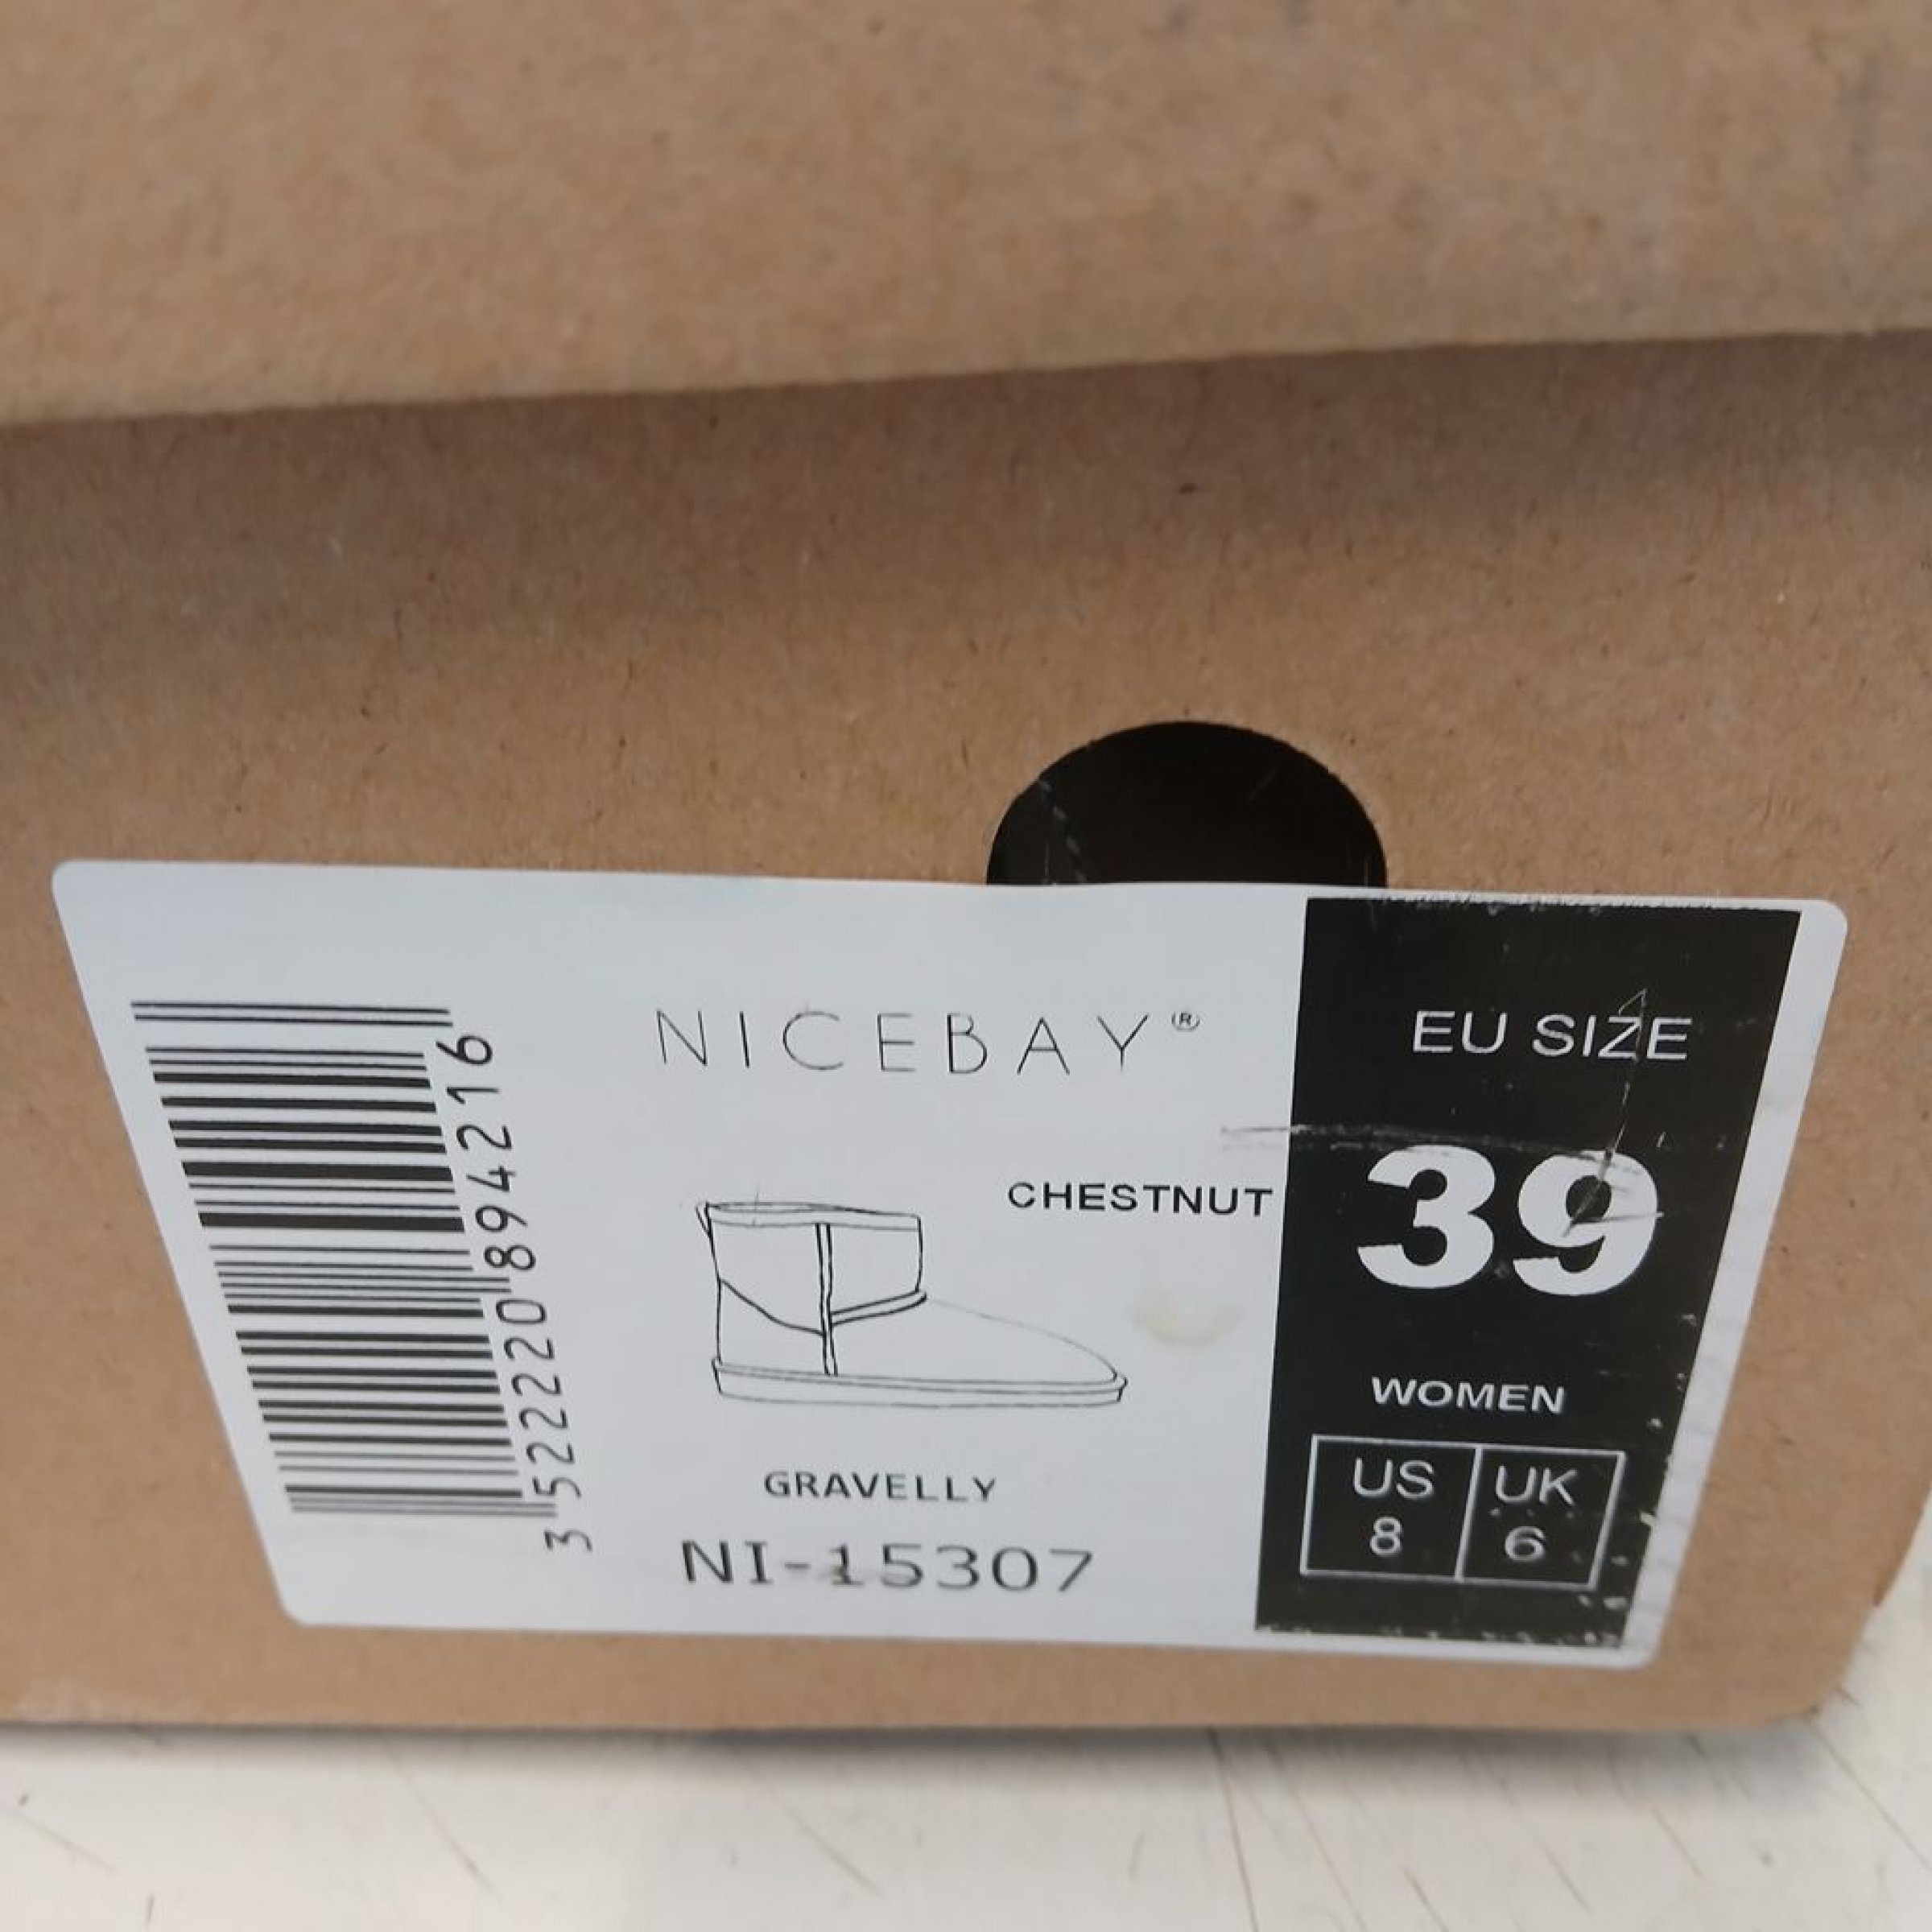 3 522220 894216
NICEBAY®
CHESTNUT
GRAVELLY
NI-15307
EU SIZE
39
WOMEN
US UK
8 6